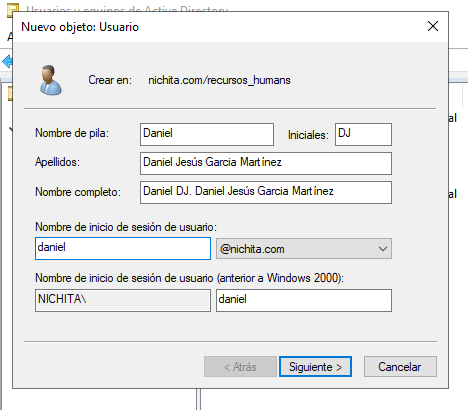 Usuarios y equipos de Active Directory
Nuevo objeto: Usuario
Crear en: nichita.com/recursos_humans
Nombre de pila: Daniel Iniciales: DJ
Apellidos: Daniel Jesús Garcia Martínez
Nombre completo: Daniel DJ. Daniel Jesús Garcia Martínez
Nombre de inicio de sesión de usuario:
daniel @nichita.com
Nombre de inicio de sesión de usuario (anterior a Windows 2000):
NICHITA\ daniel
< Atrás Siguiente > Cancelar